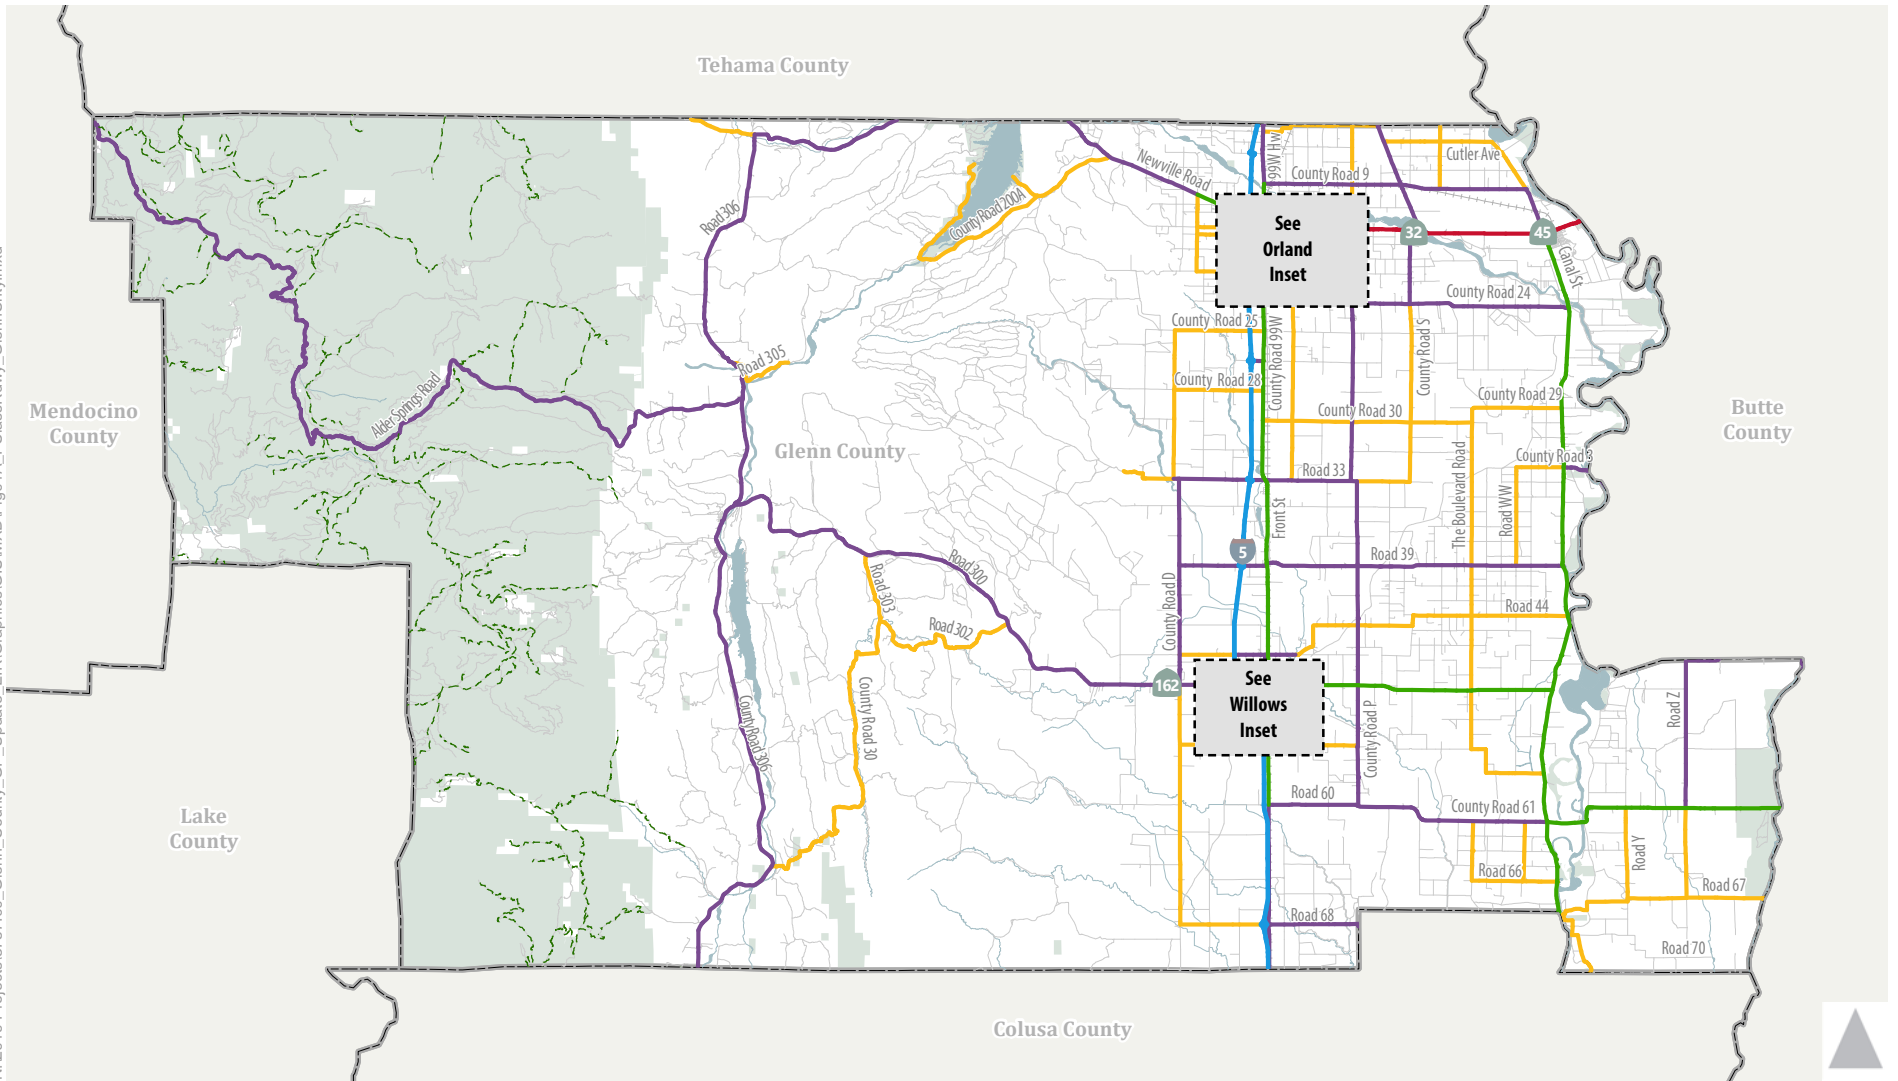 Tehama County
99W Hw
Cutler Ave
Newville Road
County Road 9
Road 306
County Road 200A
See
Orland
Inset
32
45
Canal St
County Road 24
County Road 25
County Road 99W
Road 305
County Road S
County Road 28
County Road 29
Alder Springs Road
Mendocino
County
County Road 30
Butte
County
Glenn County
The Boulevard Road
County Road 3
Road 33
Road WW
Front St
5
Road 39
Road 300
Road 303
County Road D
Road 44
Road 302
162
See
Willows
Inset
County Road 306
County Road 30
County Road P
Road Z
Road 60
County Road 61
Lake
County
Road Y
Road 66
Road 67
Road 68
Road 70
Colusa County